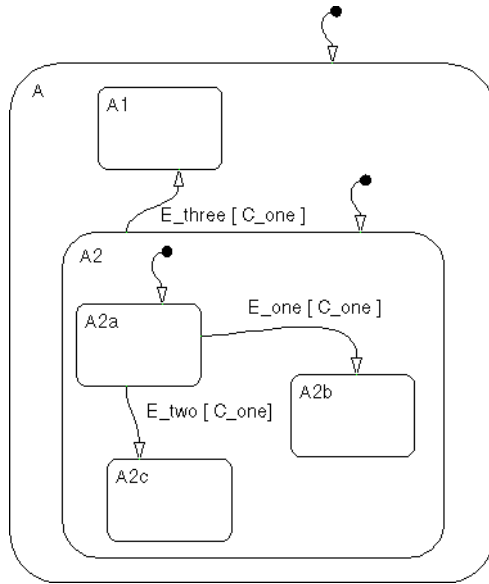 A
A1
E_three [ C_one ]
A2
A2a
E_one [ C_one ]
A2b
E_two [ C_one]
A2c